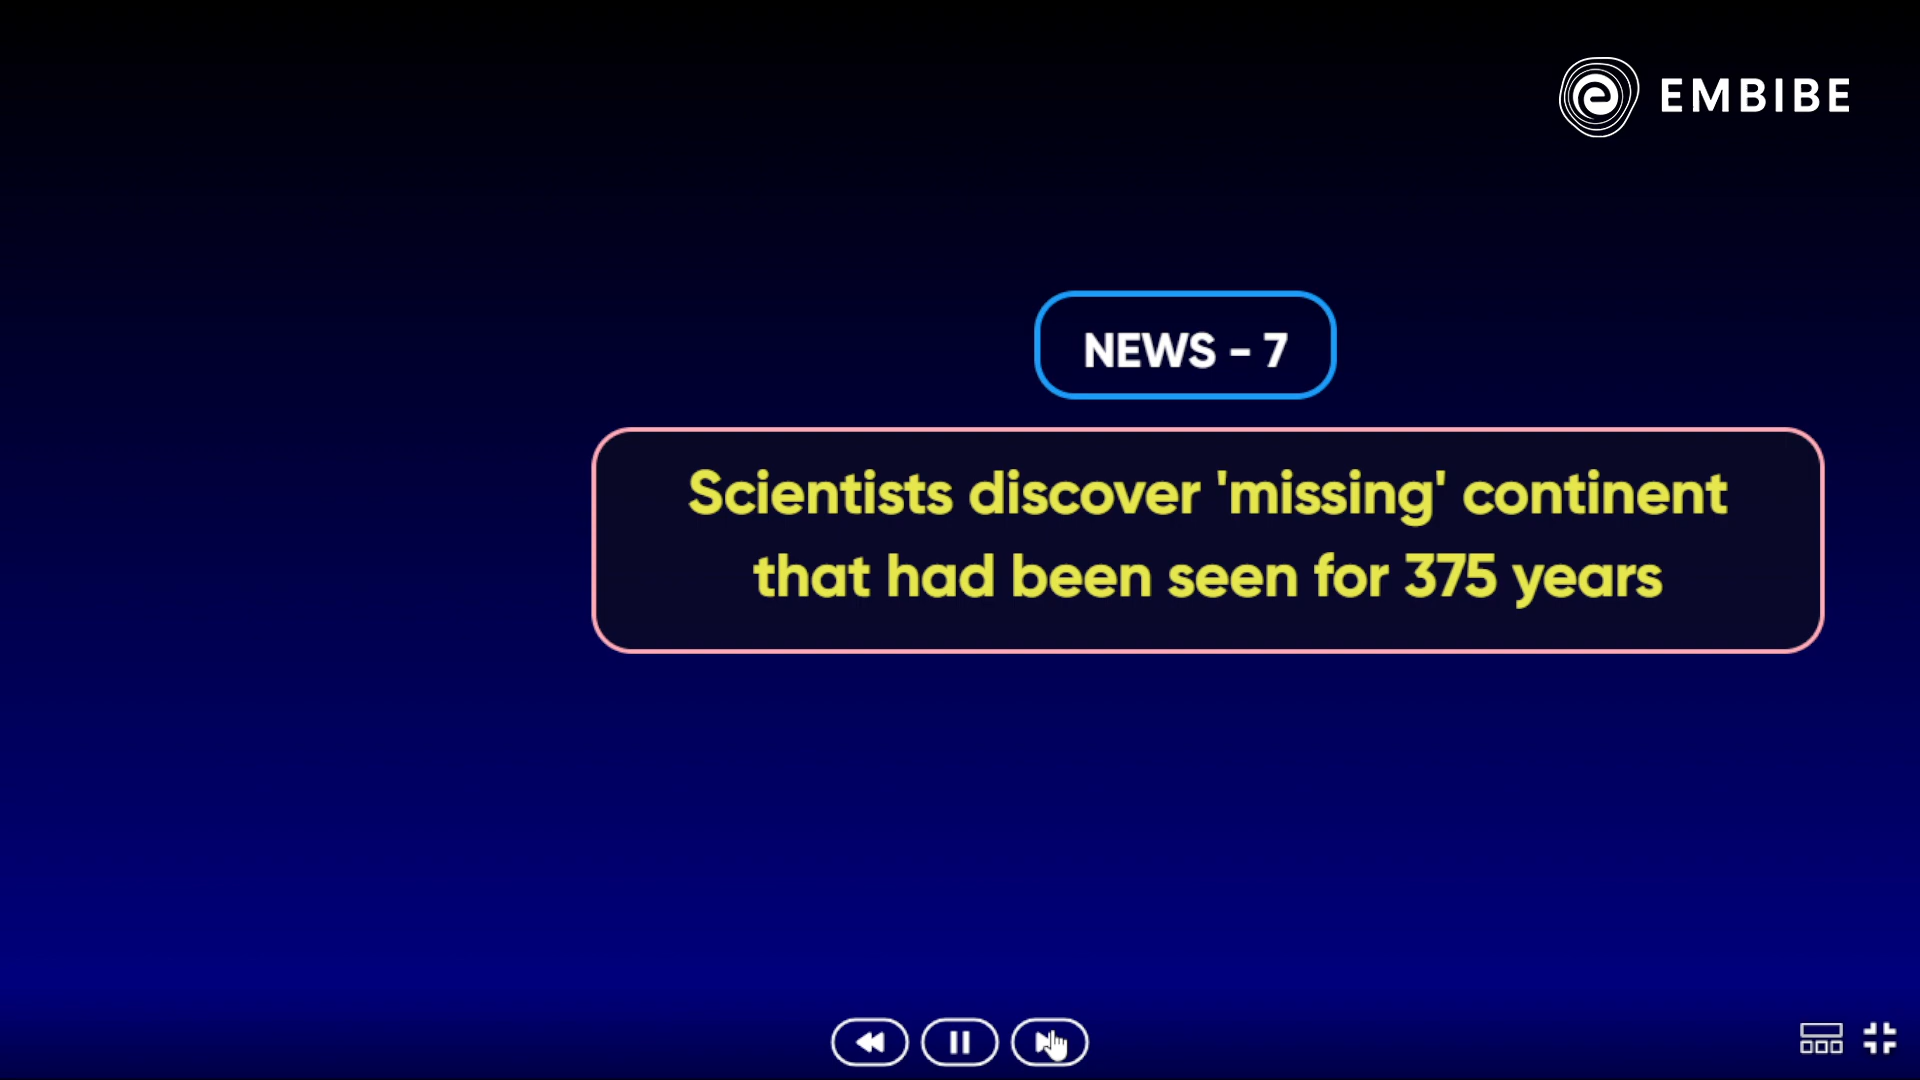 EMBIBE
NEWS - 7
Scientists discover 'missing' continent
that had been seen for 375 years